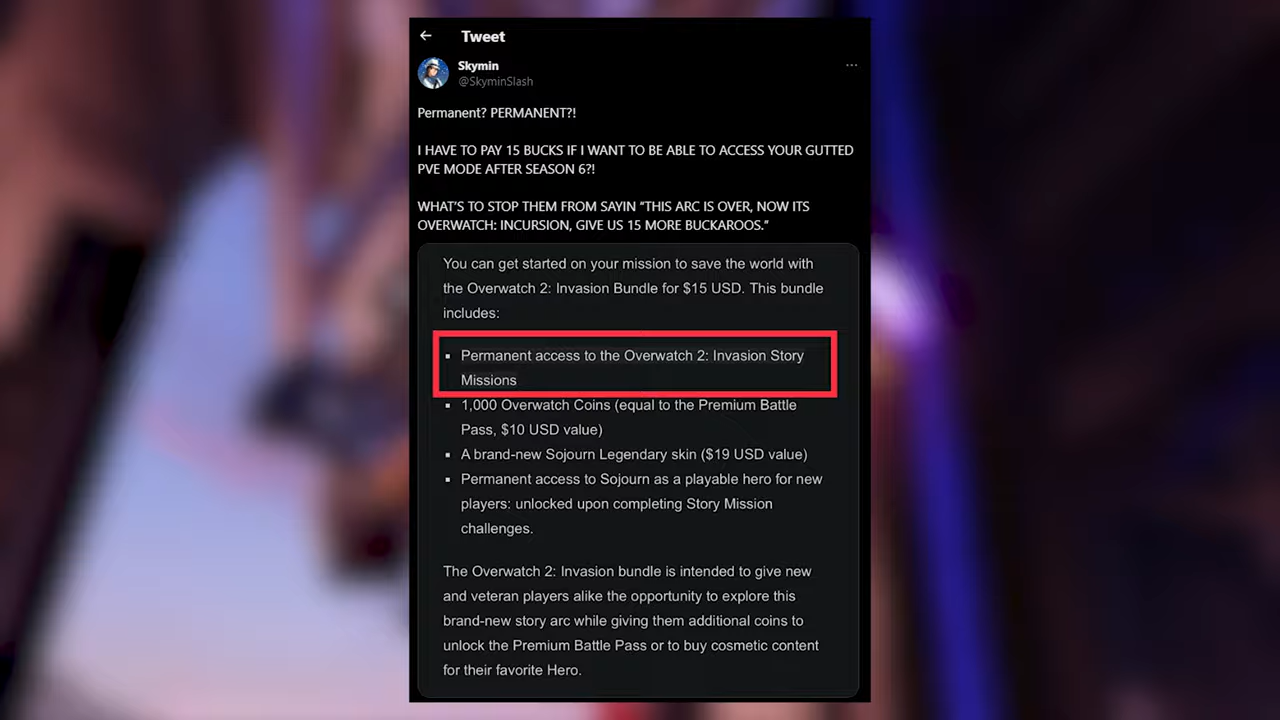 Tweet
Skymin
@SkyminSlash
Permanent? PERMANENT?!
I HAVE TO PAY 15 BUCKS IF I WANT TO BE ABLE TO ACCESS YOUR GUTTED
PVE MODE AFTER SEASON 6?!
WHAT'S TO STOP THEM FROM SAYIN “THIS ARC IS OVER, NOW ITS
OVERWATCH: INCURSION, GIVE US 15 MORE BUCKAROOS.”
You can get started on your mission to save the world with
the Overwatch 2: Invasion Bundle for $15 USD. This bundle
includes:
▪ Permanent access to the Overwatch 2: Invasion Story
Missions
▪ 1,000 Overwatch Coins (equal to the Premium Battle
Pass, $10 USD value)
▪ A brand-new Sojourn Legendary skin ($19 USD value)
▪ Permanent access to Sojourn as a playable hero for new
players: unlocked upon completing Story Mission
challenges.
The Overwatch 2: Invasion bundle is intended to give new
and veteran players alike the opportunity to explore this
brand-new story arc while giving them additional coins to
unlock the Premium Battle Pass or to buy cosmetic content
for their favorite Hero.